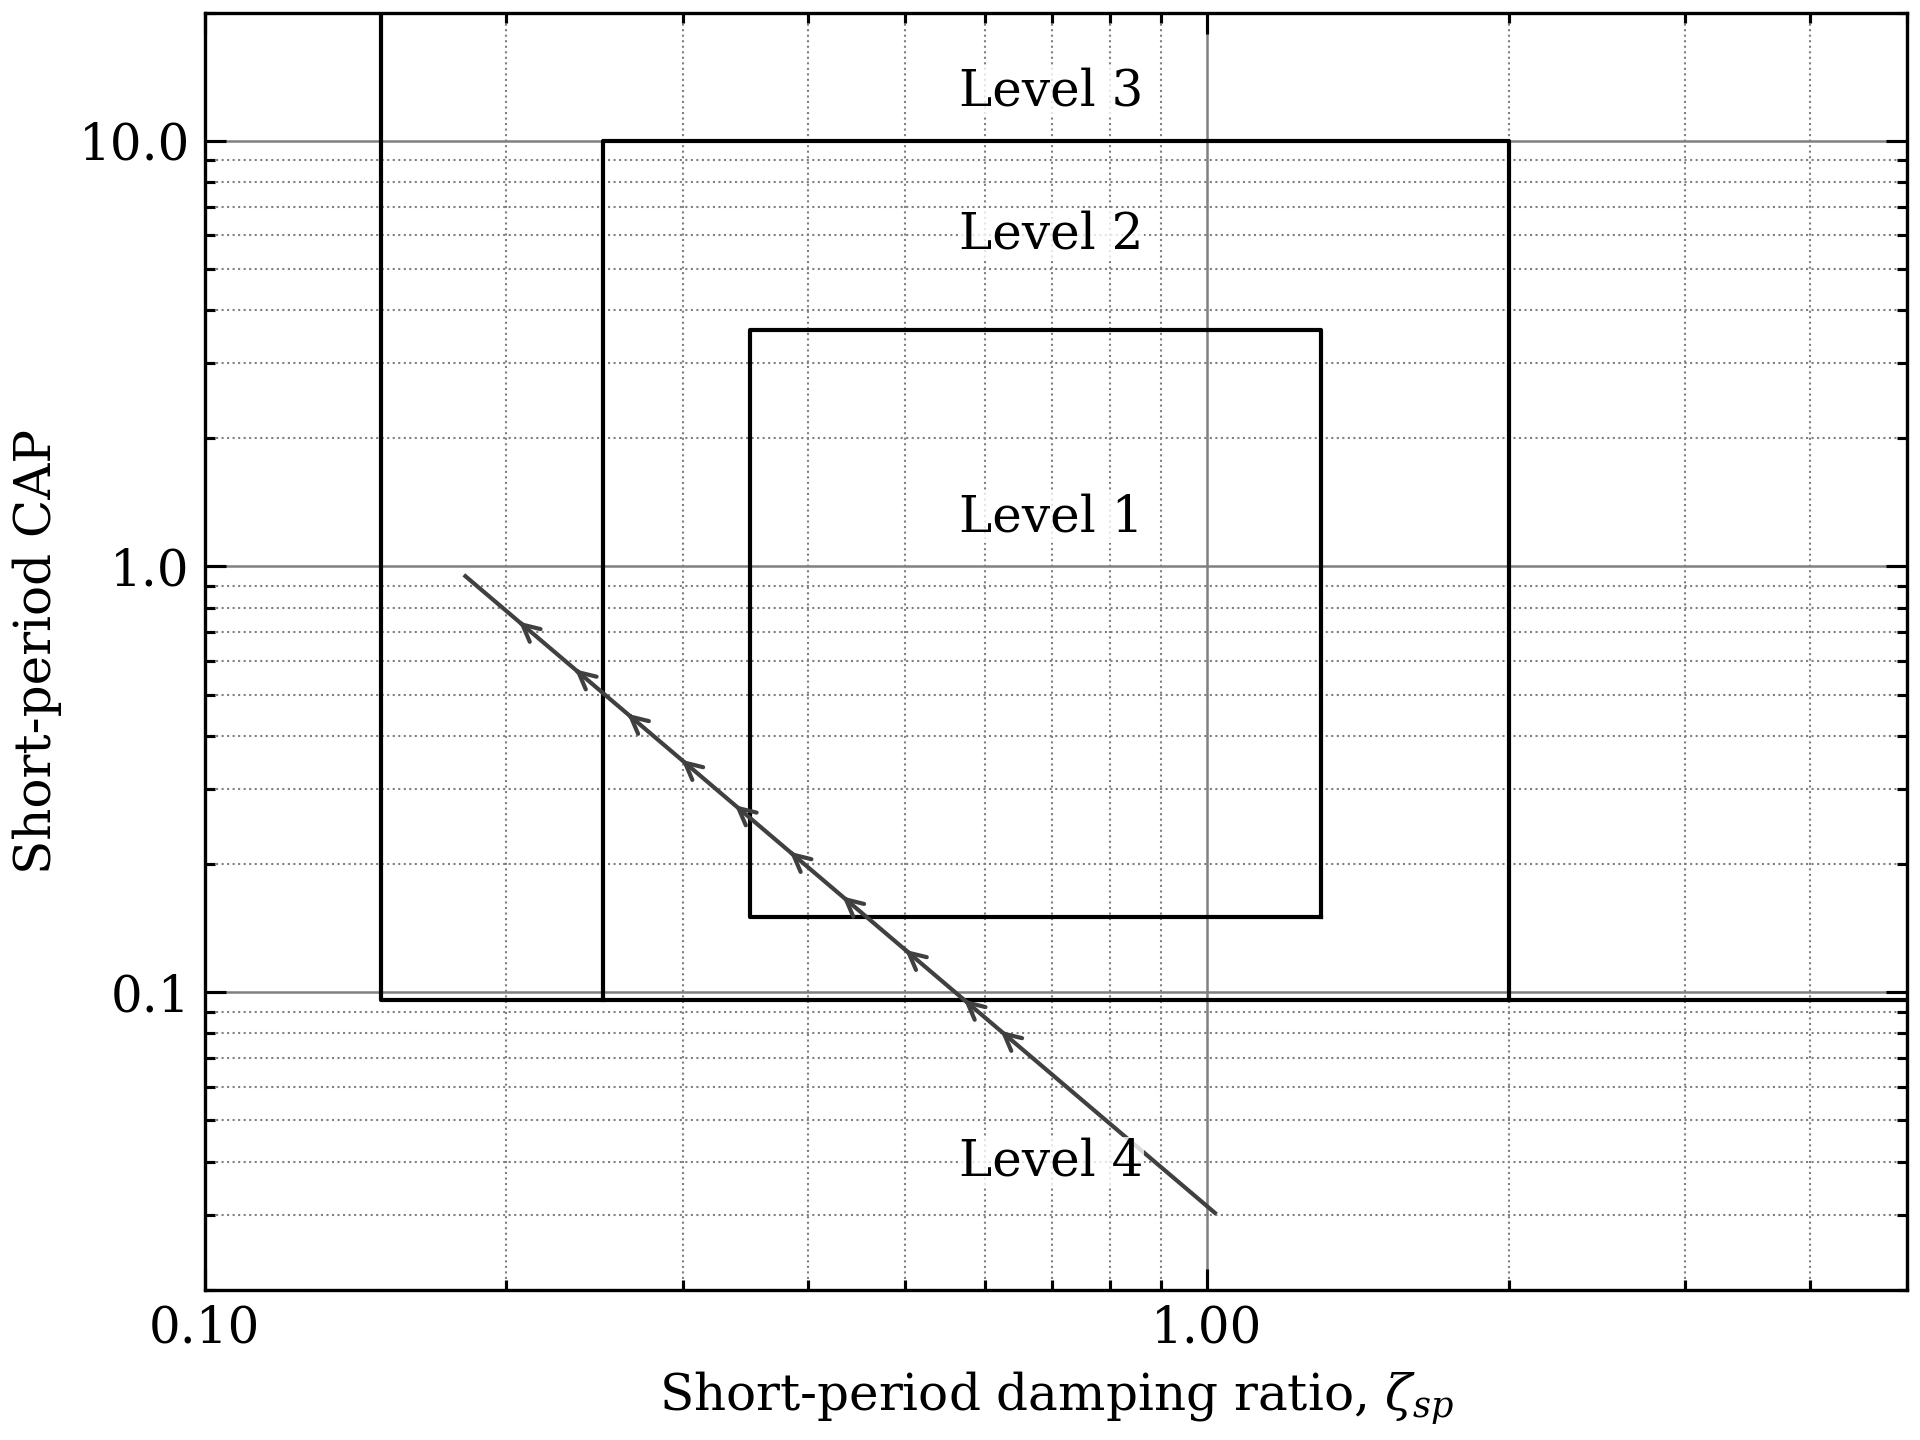 Level 3
10.0
Level 2
Level 1
1.0
Short-period CAP
0.1
Level 4
0.10
1.00
Short-period damping ratio, ζsp